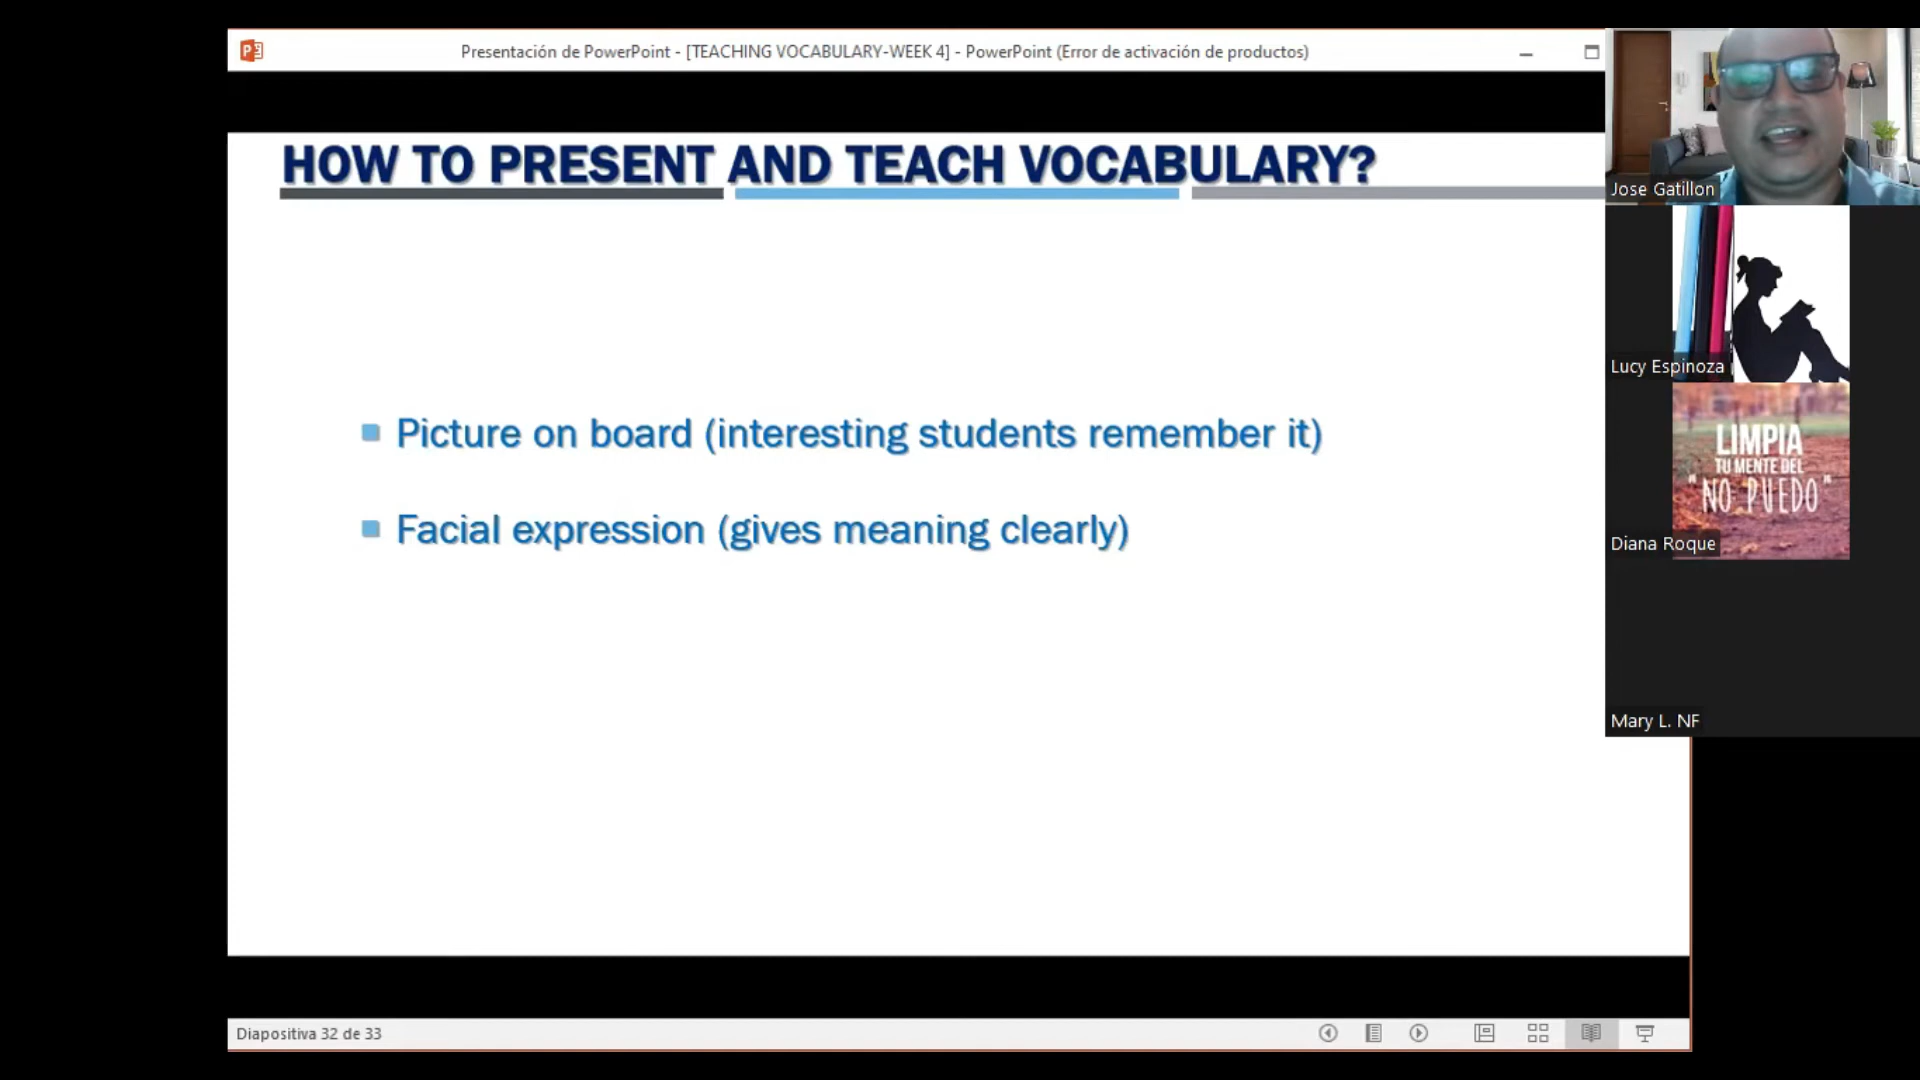 Presentación de PowerPoint - [TEACHING VOCABULARY-WEEK 4] - PowerPoint (Error de activación de productos)
HOW TO PRESENT AND TEACH VOCABULARY?
Picture on board (interesting students remember it)
Facial expression (gives meaning clearly)
Diapositiva 32 de 33
Jose Gatillon
Lucy Espinoza
LIMPIA
TU MENTE DEL
"NO PUEDO"
Diana Roque
Mary L. NF